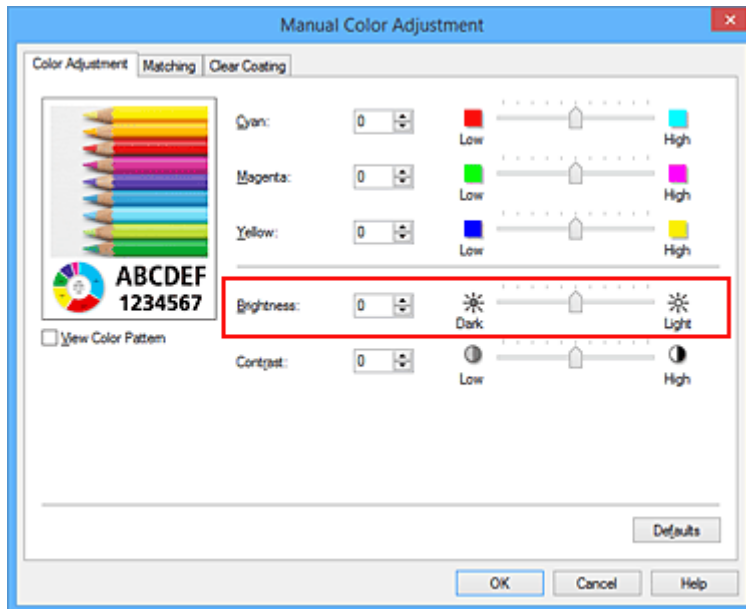 Manual Color Adjustment
Color Adjustment Matching Clear Coating
Cyan: 0 Low High
Magenta: 0 Low High
Yellow: 0 Low High
ABCDEF
1234567
Brightness: 0 Dark Light
View Color Pattern
Contrast: 0 Low High
Defaults
OK Cancel Help